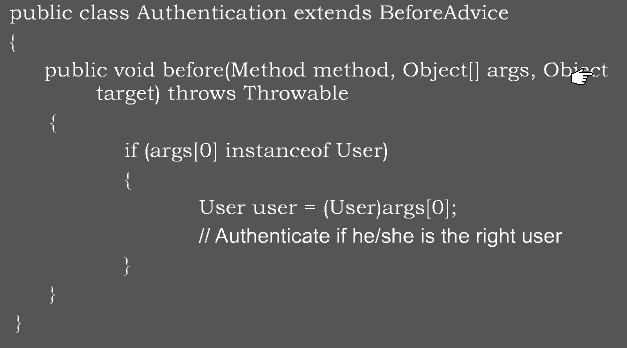 public class Authentication extends BeforeAdvice
{
public void before(Method method, Object[] args, Object
target) throws Throwable
{
if (args[0] instanceof User)
{
User user = (User)args[0];
// Authenticate if he/she is the right user
}
}
}